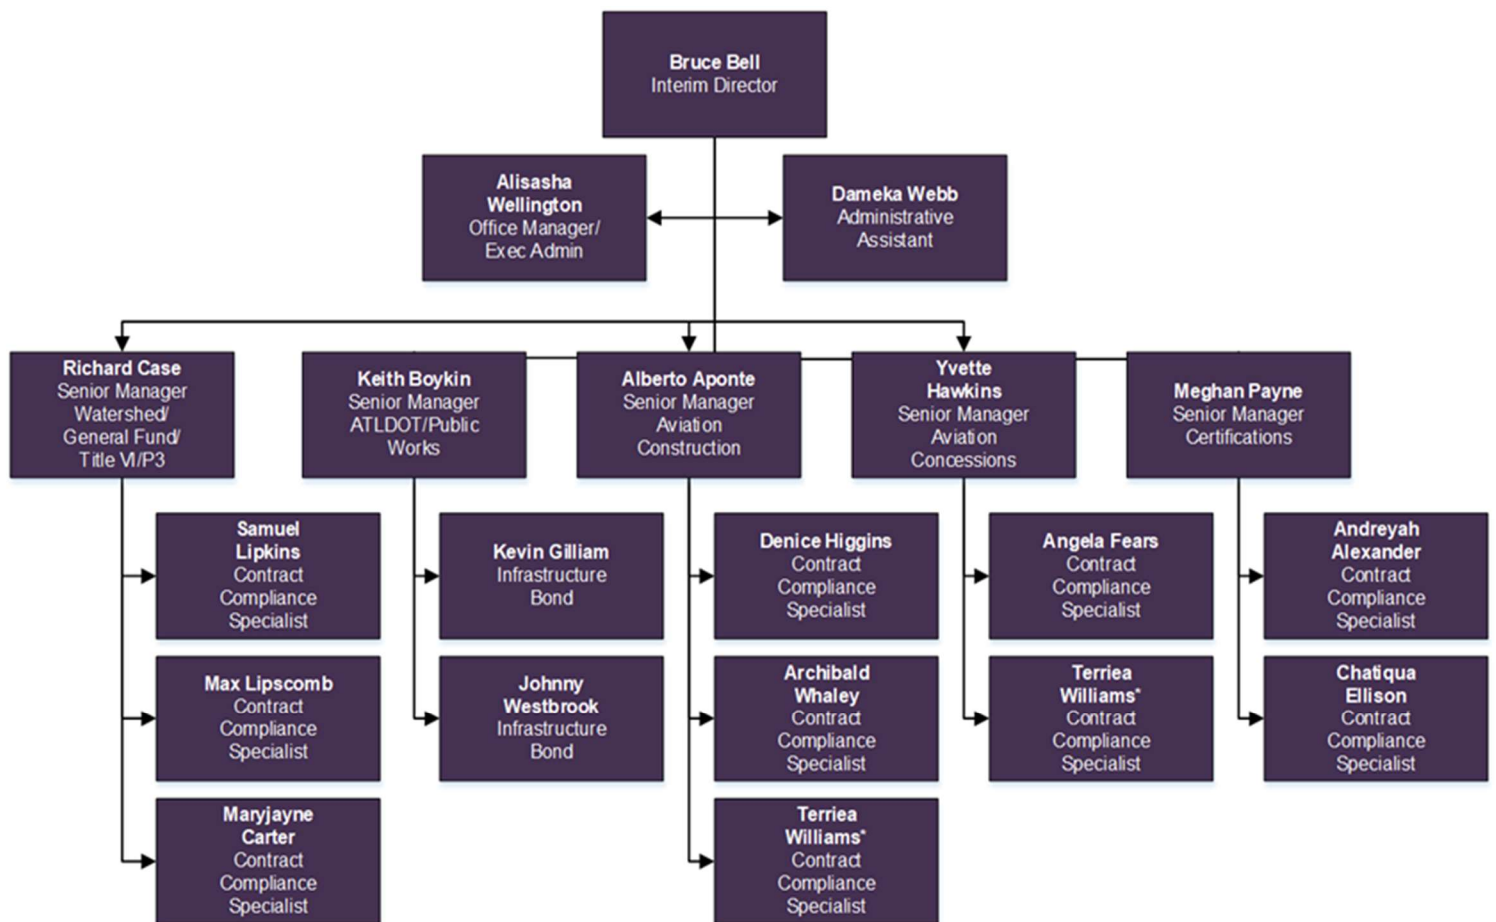 Bruce Bell
Interim Director
Alisasha
Wellington
Office Manager/
Exec Admin
Dameka Webb
Administrative
Assistant
Richard Case
Senior Manager
Watershed/
General Fund/
Title VI/P3
Keith Boykin
Senior Manager
ATLDOT/Public
Works
Alberto Aponte
Senior Manager
Aviation
Construction
Yvette
Hawkins
Senior Manager
Aviation
Concessions
Meghan Payne
Senior Manager
Certifications
Samuel
Lipkins
Contract
Compliance
Specialist
Kevin Gilliam
Infrastructure
Bond
Denice Higgins
Contract
Compliance
Specialist
Angela Fears
Contract
Compliance
Specialist
Andreyah
Alexander
Contract
Compliance
Specialist
Max Lipscomb
Contract
Compliance
Specialist
Johnny
Westbrook
Infrastructure
Bond
Archibald
Whaley
Contract
Compliance
Specialist
Terriea
Williams*
Contract
Compliance
Specialist
Chatiqua
Ellison
Contract
Compliance
Specialist
Maryjayne
Carter
Contract
Compliance
Specialist
Terriea
Williams*
Contract
Compliance
Specialist